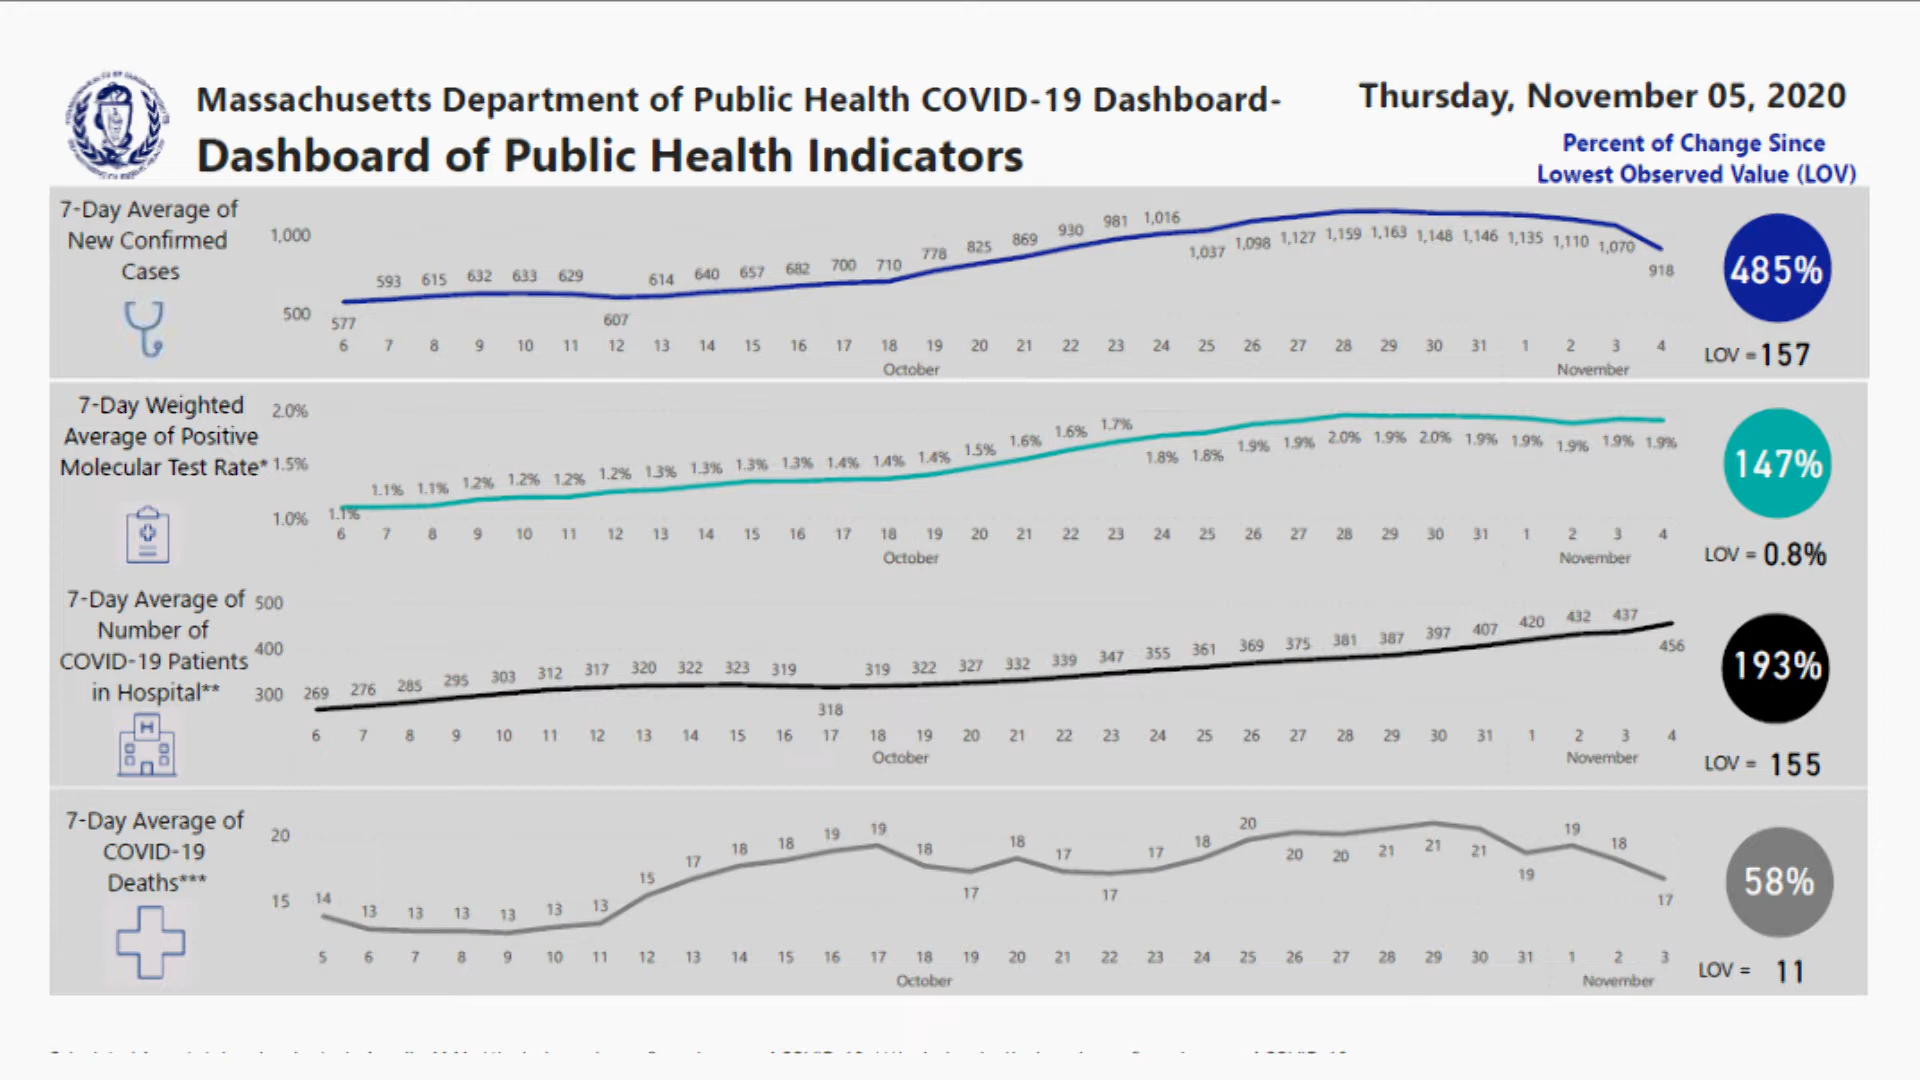 Massachusetts Department of Public Health COVID-19 Dashboard-
Dashboard of Public Health Indicators
Thursday, November 05, 2020
Percent of Change Since
Lowest Observed Value (LOV)
7-Day Average of
New Confirmed
Cases
1,000
500
577 593 615 632 633 629 607 614 640 657 682 700 710 778 825 869 930 981 1,016 1,037 1,098 1,127 1,159 1,163 1,148 1,146 1,135 1,110 1,070 918
6 7 8 9 10 11 12 13 14 15 16 17 18 19 20 21 22 23 24 25 26 27 28 29 30 31 1 2 3 4
October November
485%
LOV = 157
7-Day Weighted
Average of Positive
Molecular Test Rate*
2.0%
1.5%
1.0%
1.1% 1.1% 1.1% 1.2% 1.2% 1.2% 1.2% 1.3% 1.3% 1.3% 1.3% 1.4% 1.4% 1.4% 1.5% 1.6% 1.6% 1.7% 1.8% 1.8% 1.9% 1.9% 2.0% 1.9% 2.0% 1.9% 1.9% 1.9% 1.9% 1.9%
6 7 8 9 10 11 12 13 14 15 16 17 18 19 20 21 22 23 24 25 26 27 28 29 30 31 1 2 3 4
October November
147%
LOV = 0.8%
7-Day Average of
Number of
COVID-19 Patients
in Hospital**
500
400
300
269 276 285 295 303 312 317 320 322 323 319 318 319 322 327 332 339 347 355 361 369 375 381 387 397 407 420 432 437 456
6 7 8 9 10 11 12 13 14 15 16 17 18 19 20 21 22 23 24 25 26 27 28 29 30 31 1 2 3 4
October November
193%
LOV = 155
7-Day Average of
COVID-19
Deaths***
20
15
14 13 13 13 13 13 13 15 17 18 18 19 19 18 17 18 17 17 17 18 20 20 20 21 21 21 19 19 18 17
5 6 7 8 9 10 11 12 13 14 15 16 17 18 19 20 21 22 23 24 25 26 27 28 29 30 31 1 2 3
October November
58%
LOV = 11